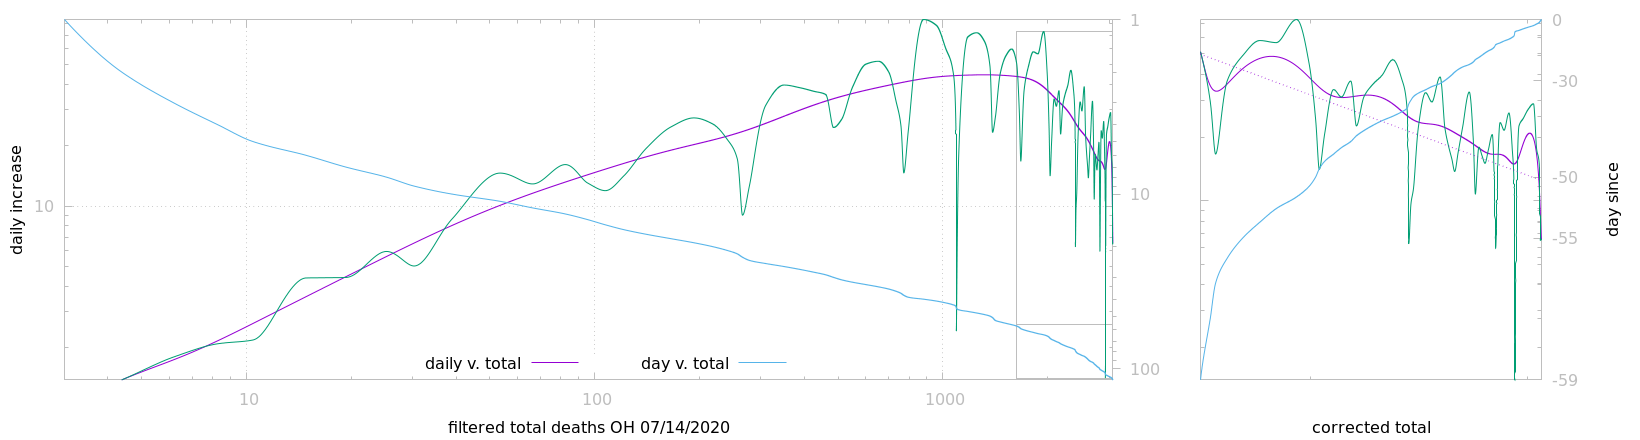 daily increase
10
10
100
1000
1
10
100
daily v. total
day v. total
filtered total deaths OH 07/14/2020
0
-30
-50
-55
-59
day since
corrected total